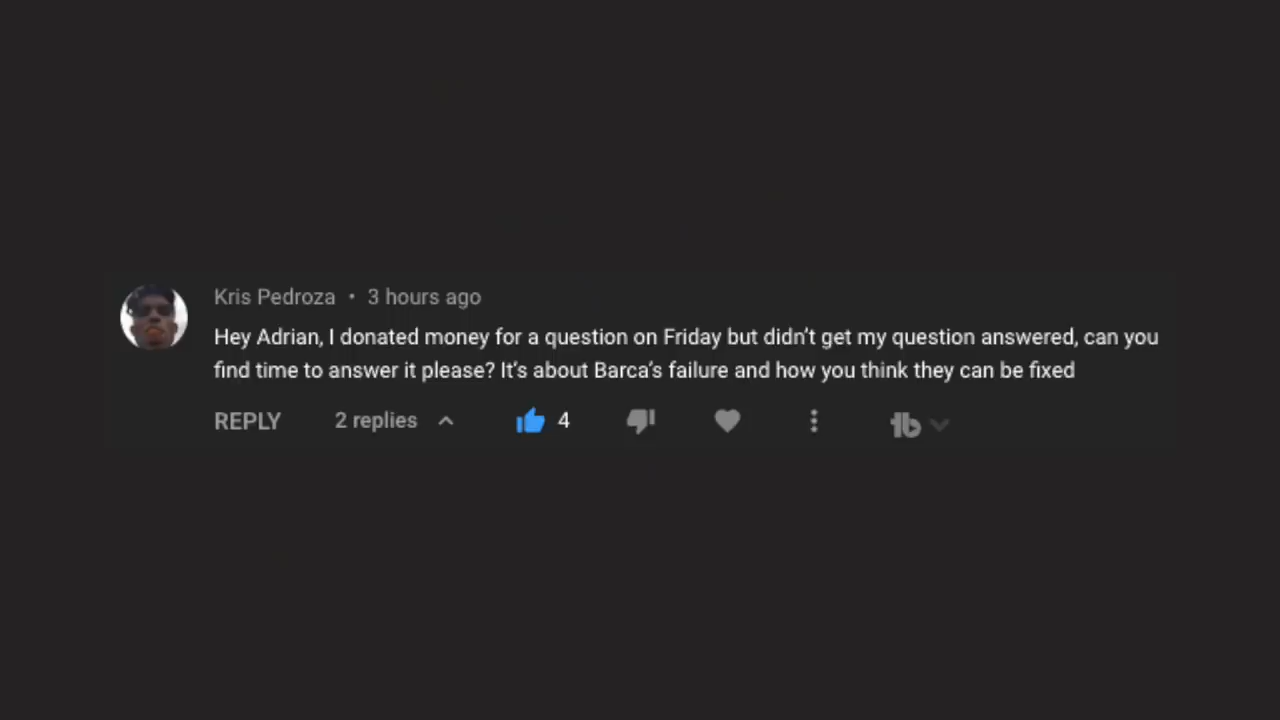 Kris Pedroza • 3 hours ago
Hey Adrian, I donated money for a question on Friday but didn't get my question answered, can you
find time to answer it please? It's about Barca's failure and how you think they can be fixed
REPLY 2 replies 4